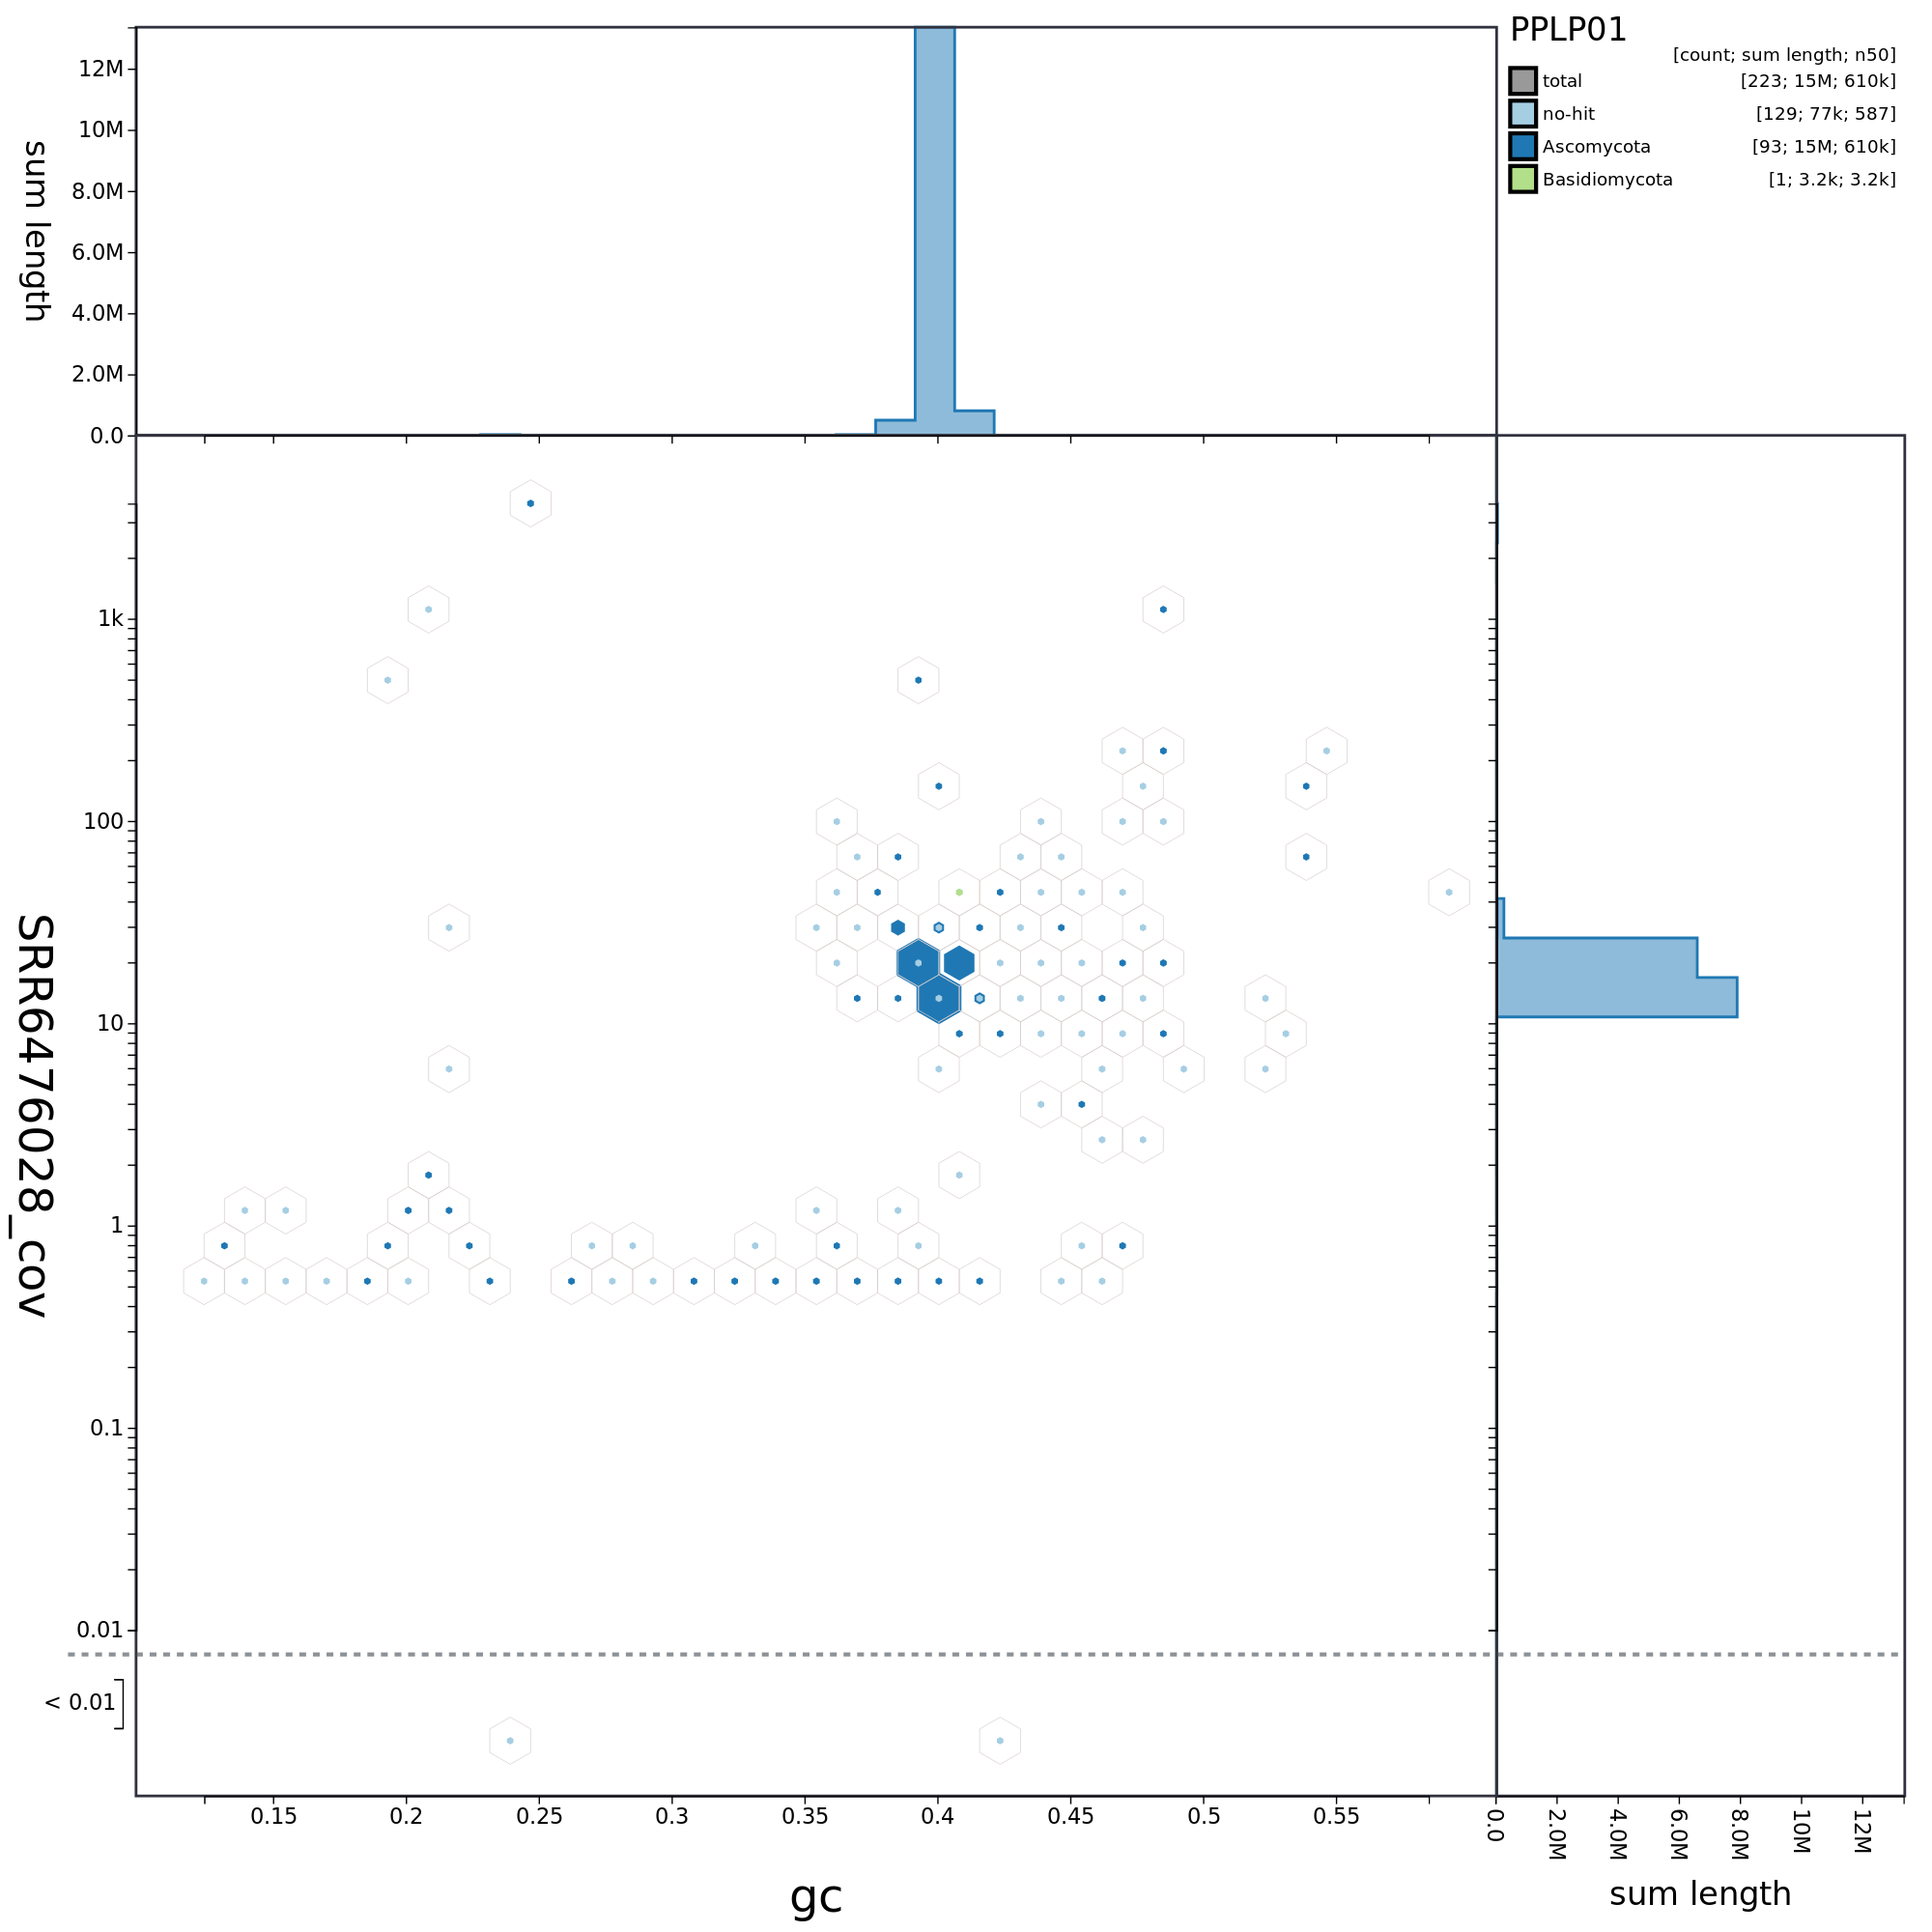 PPLP01
[count; sum length; n50]
total [223; 15M; 610k]
no-hit [129; 77k; 587]
Ascomycota [93; 15M; 610k]
Basidiomycota [1; 3.2k; 3.2k]
sum length
12M
10M
8.0M
6.0M
4.0M
2.0M
0.0
SRR6476028_cov
1k
100
10
1
0.1
0.01
< 0.01
0.15 0.2 0.25 0.3 0.35 0.4 0.45 0.5 0.55
gc
0.0 2.0M 4.0M 6.0M 8.0M 10M 12M
sum length